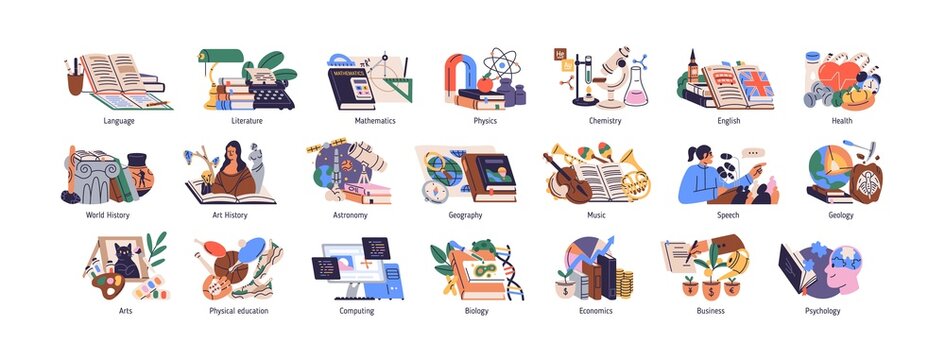 MATHEMATICS
He
Language
Literature
Mathematics
Physics
Chemistry
English
Health
World History
Art History
Astronomy
Geography
Music
Speech
Geology
Arts
Physical education
Computing
Biology
Economics
Business
Psychology